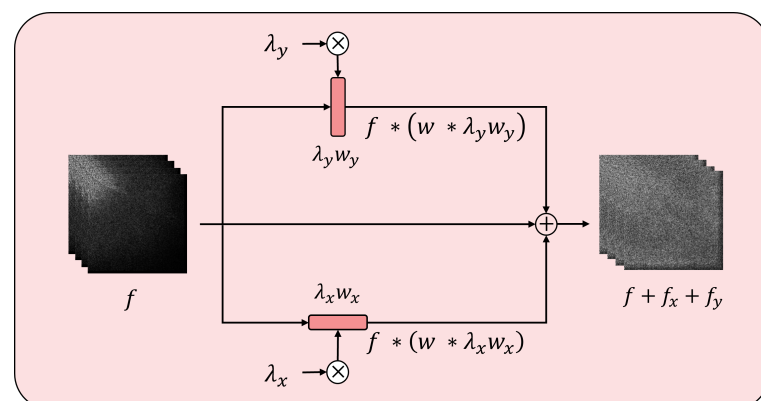 λ_y
f * (w * λ_y w_y)
λ_y w_y
f
f + f_x + f_y
λ_x w_x
f * (w * λ_x w_x)
λ_x